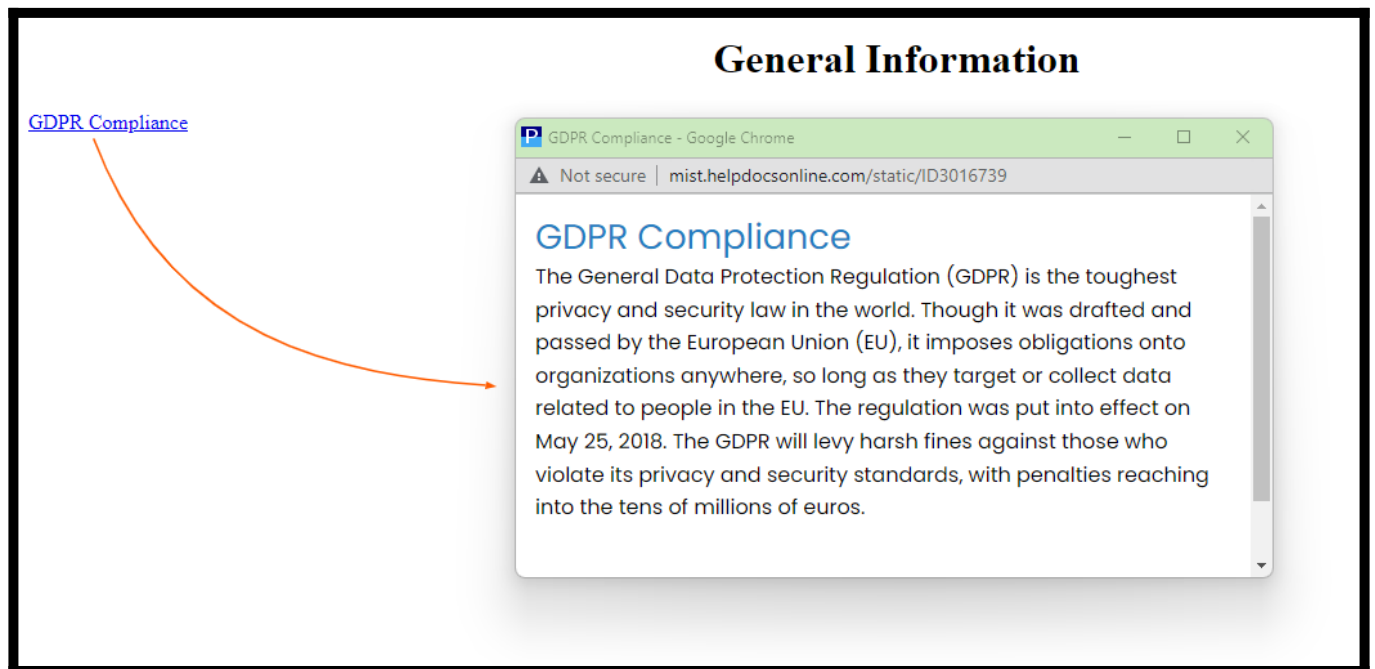 General Information
GDPR Compliance
P GDPR Compliance - Google Chrome
Not secure | mist.helpdocsonline.com/static/ID3016739
GDPR Compliance
The General Data Protection Regulation (GDPR) is the toughest
privacy and security law in the world. Though it was drafted and
passed by the European Union (EU), it imposes obligations onto
organizations anywhere, so long as they target or collect data
related to people in the EU. The regulation was put into effect on
May 25, 2018. The GDPR will levy harsh fines against those who
violate its privacy and security standards, with penalties reaching
into the tens of millions of euros.